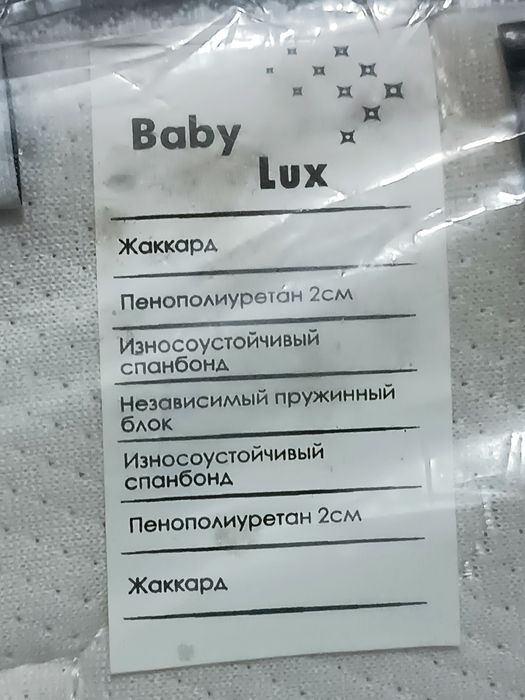 Baby
Lux
Жаккард
Пенополиуретан 2см
Износоустойчивый
спанбонд
Независимый пружинный
блок
Износоустойчивый
спанбонд
Пенополиуретан 2см
Жаккард